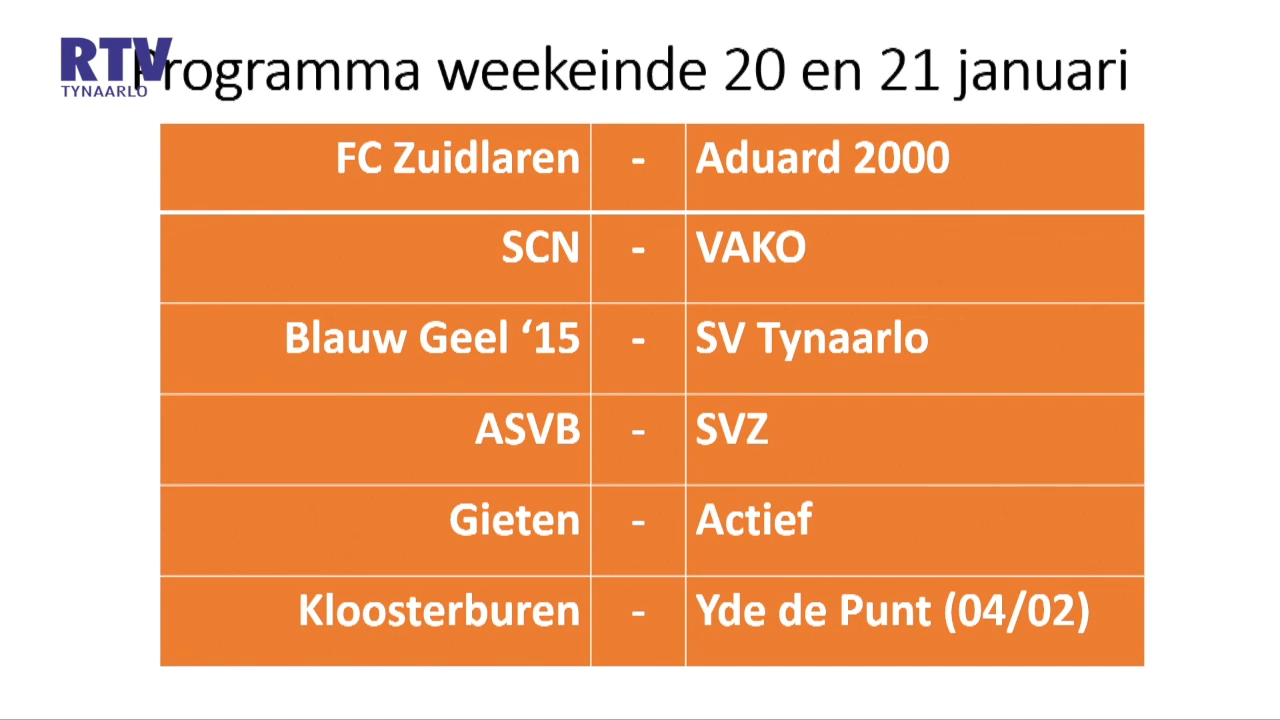 RTV
TYNAARLO
Programma weekeinde 20 en 21 januari
FC Zuidlaren - Aduard 2000
SCN - VAKO
Blauw Geel ‘15 - SV Tynaarlo
ASVB - SVZ
Gieten - Actief
Kloosterburen - Yde de Punt (04/02)